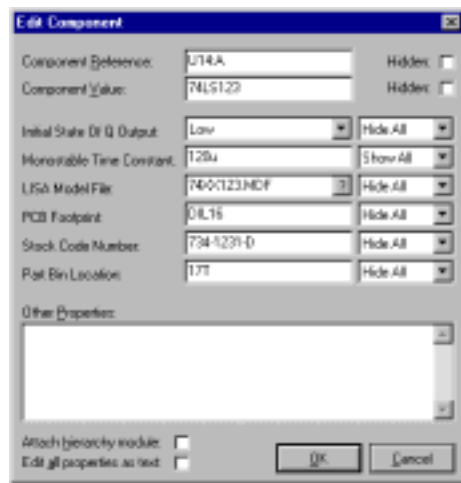 Edit Component
Component Reference: U14:A Hidden:
Component Value: 74LS123 Hidden:
Initial State Of Q Output: Low Hide All
Monostable Time Constant: 120u Show All
LISA Model File: 74XX123.MDF ? Hide All
PCB Footprint: DIL16 Hide All
Stock Code Number: 734-1231-D Hide All
Part Bin Location: 17T Hide All
Other Properties:
Attach hierarchy module:
Edit all properties as text:
OK Cancel